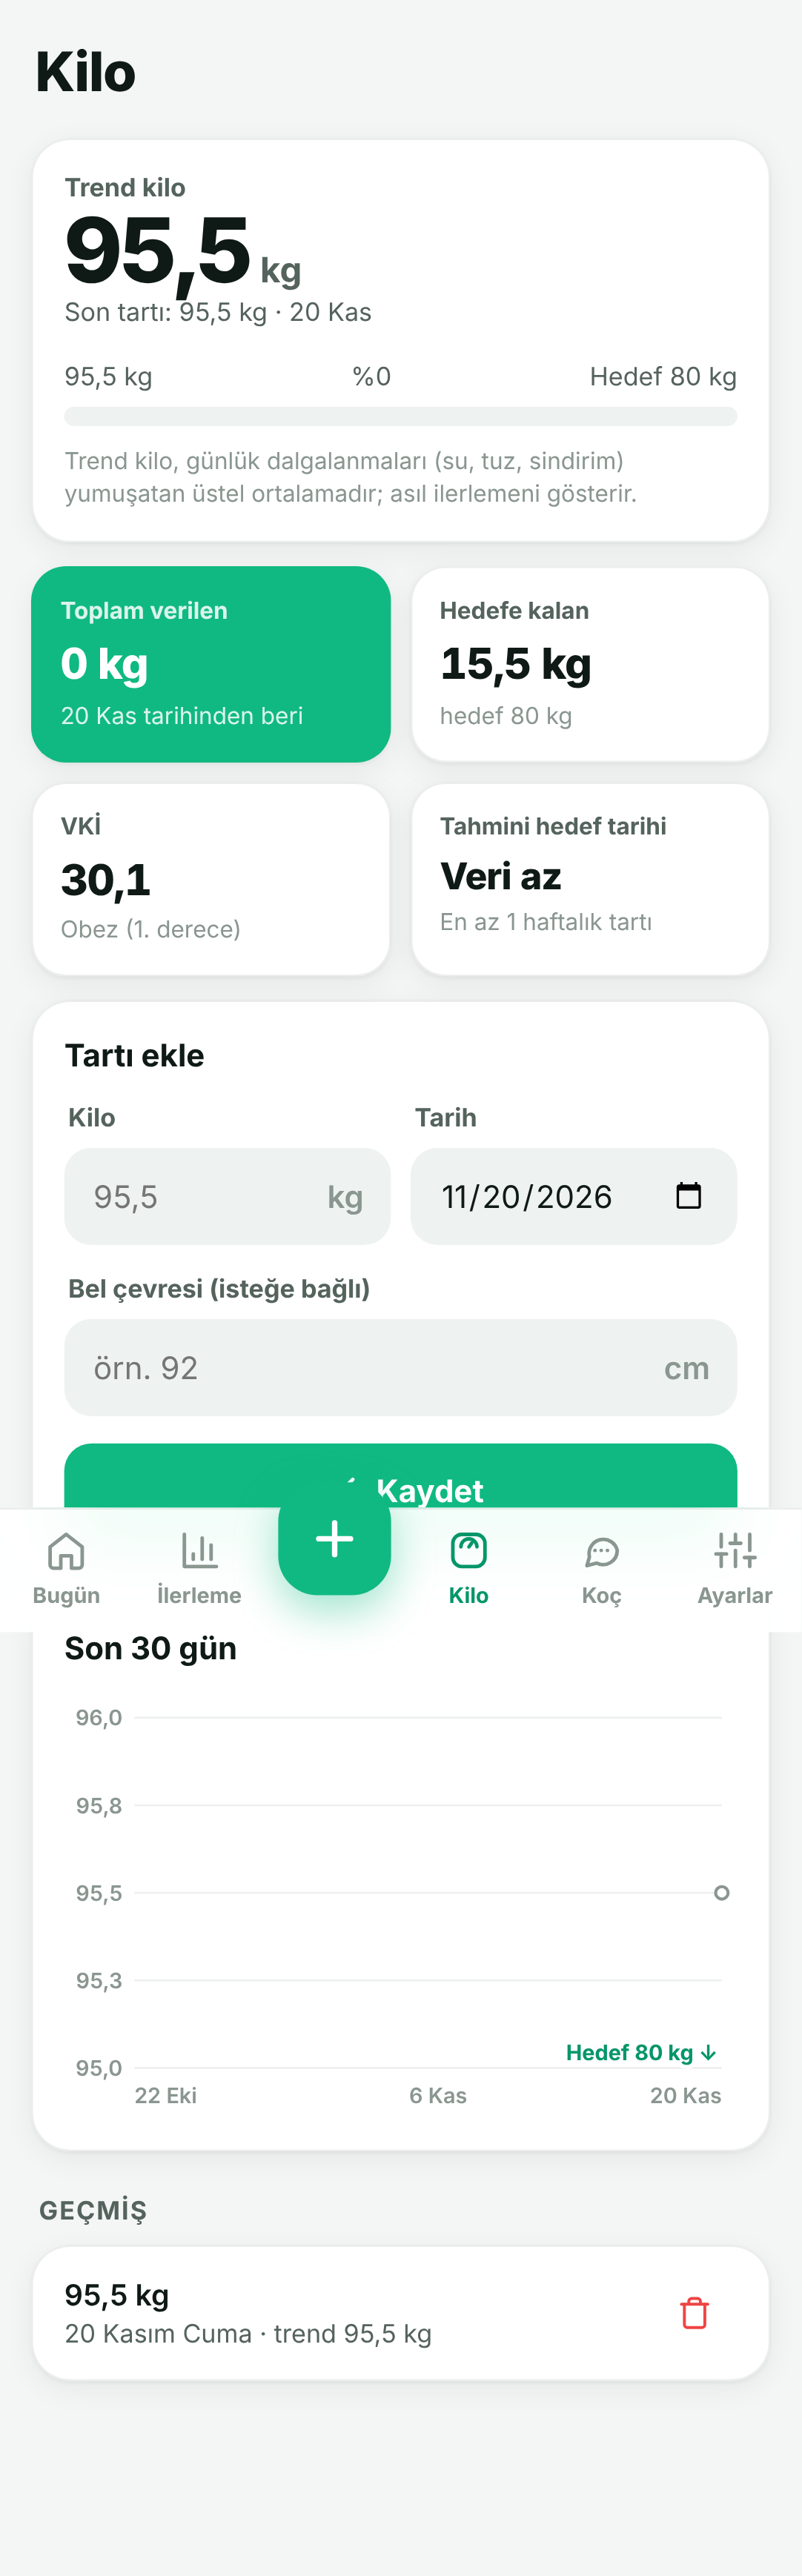 Kilo
Trend kilo
95,5 kg
Son tartı: 95,5 kg · 20 Kas
95,5 kg %0 Hedef 80 kg
Trend kilo, günlük dalgalanmaları (su, tuz, sindirim)
yumuşatan üstel ortalamadır; asıl ilerlemeni gösterir.
Toplam verilen
0 kg
20 Kas tarihinden beri
Hedefe kalan
15,5 kg
hedef 80 kg
VKİ
30,1
Obez (1. derece)
Tahmini hedef tarihi
Veri az
En az 1 haftalık tartı
Tartı ekle
Kilo
Tarih
95,5 kg
11/20/2026
Bel çevresi (isteğe bağlı)
örn. 92 cm
Kaydet
Bugün
İlerleme
Kilo
Koç
Ayarlar
Son 30 gün
96,0
95,8
95,5
95,3
95,0
Hedef 80 kg ↓
22 Eki 6 Kas 20 Kas
GEÇMİŞ
95,5 kg
20 Kasım Cuma · trend 95,5 kg